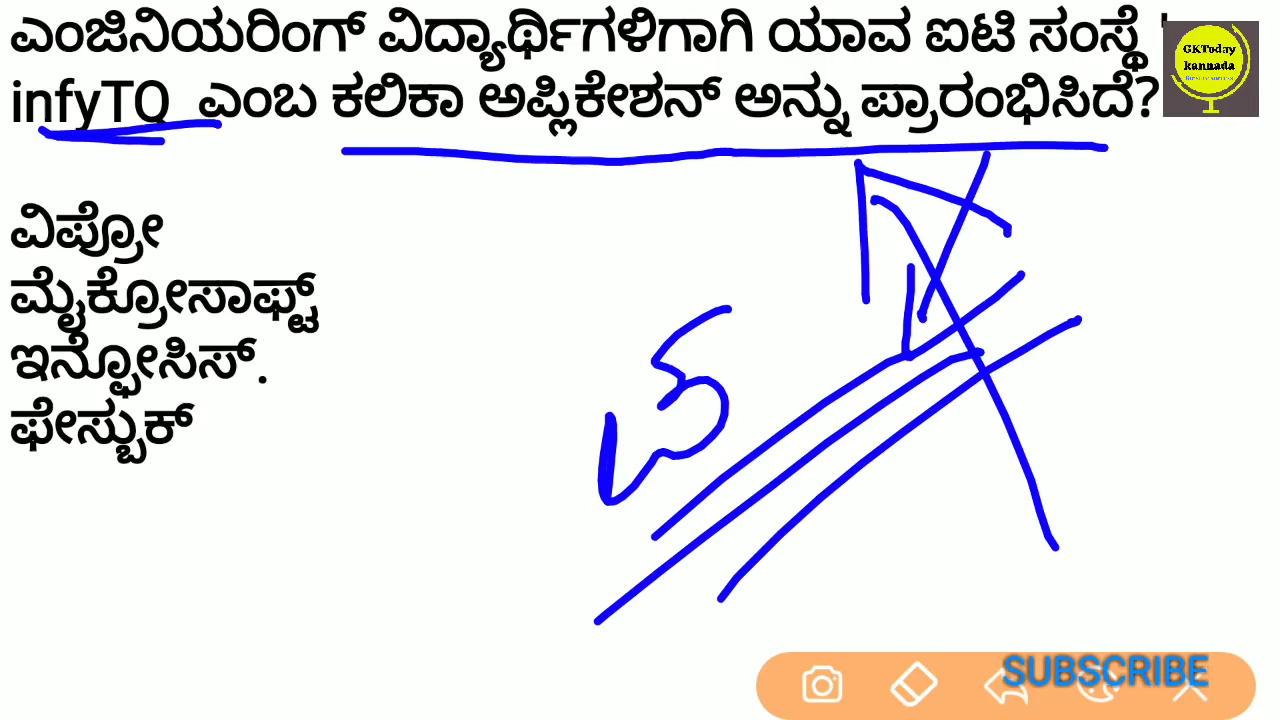 ಎಂಜಿನಿಯರಿಂಗ್ ವಿದ್ಯಾರ್ಥಿಗಳಿಗಾಗಿ ಯಾವ ಐಟಿ ಸಂಸ್ಥೆ '
infyTQ ಎಂಬ ಕಲಿಕಾ ಅಪ್ಲಿಕೇಶನ್ ಅನ್ನು ಪ್ರಾರಂಭಿಸಿದೆ?
GKToday
kannada
ವಿಪ್ರೋ
ಮೈಕ್ರೋಸಾಫ್ಟ್
ಇನ್ಫೋಸಿಸ್.
ಫೇಸ್ಬುಕ್
SUBSCRIBE